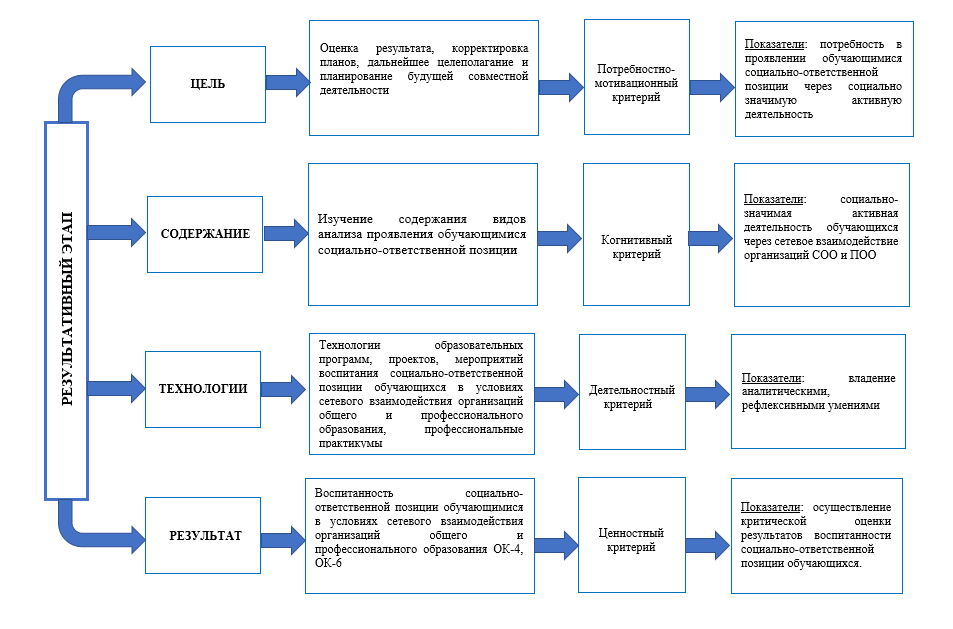 РЕЗУЛЬТАТИВНЫЙ ЭТАП
ЦЕЛЬ
Оценка результата, корректировка
планов, дальнейшее целеполагание и
планирование будущей совместной
деятельности
Потребностно-
мотивационный
критерий
Показатели: потребность в
проявлении обучающимися
социально-ответственной
позиции через социально
значимую активную
деятельность
СОДЕРЖАНИЕ
Изучение содержания видов
анализа проявления обучающимися
социально-ответственной позиции
Когнитивный
критерий
Показатели: социально-
значимая активная
деятельность обучающихся
через сетевое взаимодействие
организаций СОО и ПОО
ТЕХНОЛОГИИ
Технологии образовательных
программ, проектов, мероприятий
воспитания социально-ответственной
позиции обучающихся в условиях
сетевого взаимодействия организаций
общего и профессионального
образования, профессиональные
практикумы
Деятельностный
критерий
Показатели: владение
аналитическими,
рефлексивными умениями
РЕЗУЛЬТАТ
Воспитанность социально-
ответственной позиции обучающимися
в условиях сетевого взаимодействия
организаций общего и
профессионального образования ОК-4,
ОК-6
Ценностный
критерий
Показатели: осуществление
критической оценки
результатов воспитанности
социально-ответственной
позиции обучающихся.